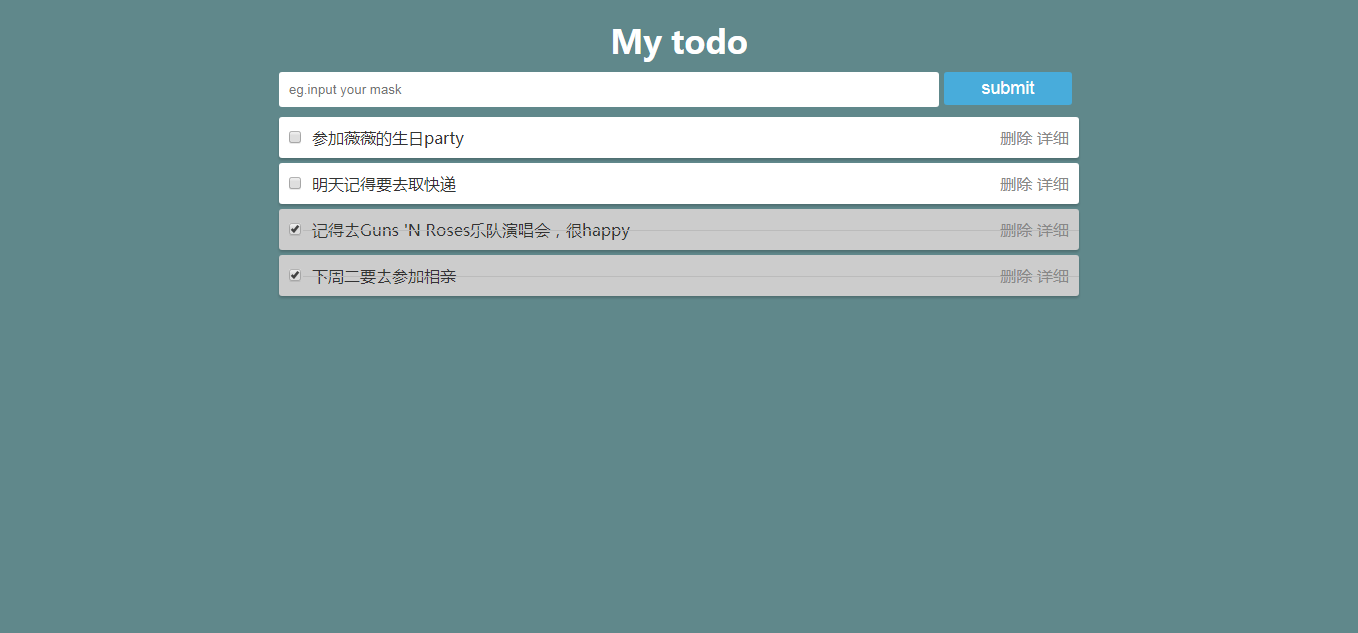 My todo
eg.input your mask submit
参加薇薇的生日party 删除 详细
明天记得要去取快递 删除 详细
记得去Guns 'N Roses乐队演唱会，很happy 删除 详细
下周二要去参加相亲 删除 详细